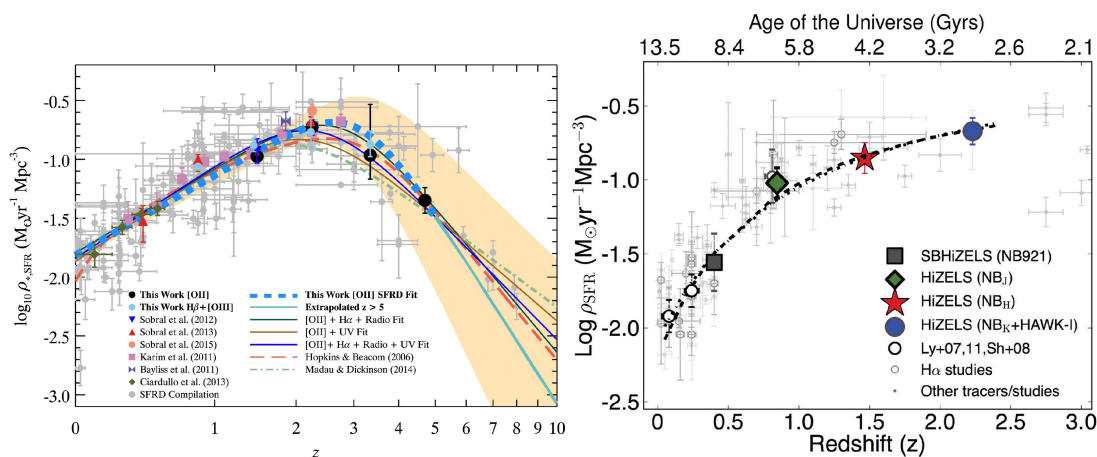 log₁₀ ρ*,SFR (M⊙yr⁻¹ Mpc⁻³)
-0.5
-1.0
-1.5
-2.0
-2.5
-3.0
This Work [OII]
This Work Hβ+[OIII]
Sobral et al. (2012)
Sobral et al. (2013)
Sobral et al. (2015)
Karim et al. (2011)
Bayliss et al. (2011)
Ciardullo et al. (2013)
SFRD Compilation
This Work [OII] SFRD Fit
Extrapolated z > 5
[OII] + Hα + Radio Fit
[OII] + UV Fit
[OII]+ Hα + Radio + UV Fit
Hopkins & Beacom (2006)
Madau & Dickinson (2014)
0 1 2 3 4 5 6 7 8 9 10
z
Age of the Universe (Gyrs)
13.5 8.4 5.8 4.2 3.2 2.6 2.1
Log ρSFR (M⊙yr⁻¹Mpc⁻³)
-0.5
-1.0
-1.5
-2.0
-2.5
SBHiZELS (NB921)
HiZELS (NBJ)
HiZELS (NBH)
HiZELS (NBK+HAWK-I)
Ly+07,11,Sh+08
Hα studies
Other tracers/studies
0 0.5 1.0 1.5 2.0 2.5 3.0
Redshift (z)